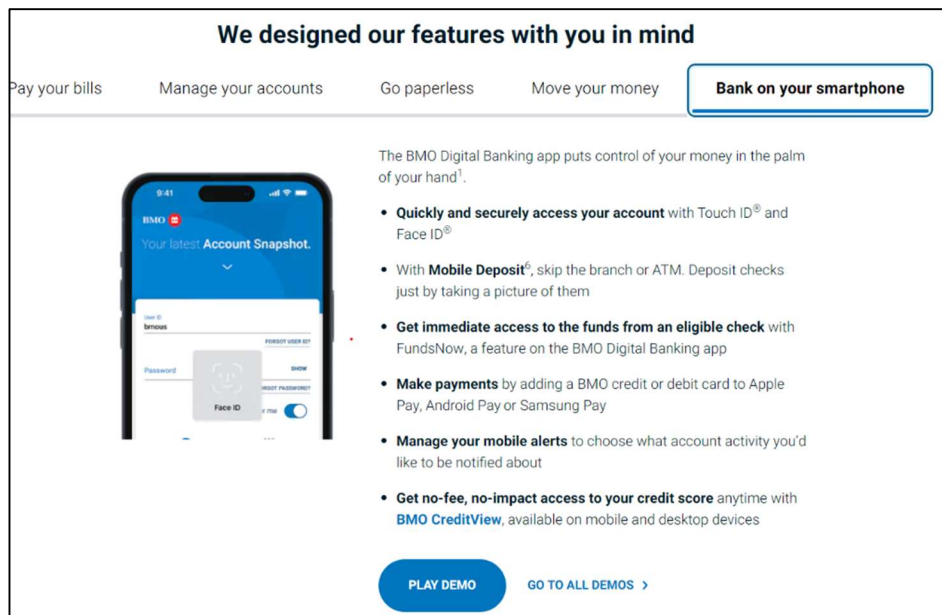 We designed our features with you in mind
Pay your bills
Manage your accounts
Go paperless
Move your money
Bank on your smartphone
9:41
BMO
Your latest Account Snapshot.
User ID
bmous
FORGOT USER ID?
Password
SHOW
FORGOT PASSWORD?
Face ID
r me
The BMO Digital Banking app puts control of your money in the palm
of your hand¹.
• Quickly and securely access your account with Touch ID® and
Face ID®
• With Mobile Deposit⁶, skip the branch or ATM. Deposit checks
just by taking a picture of them
• Get immediate access to the funds from an eligible check with
FundsNow, a feature on the BMO Digital Banking app
• Make payments by adding a BMO credit or debit card to Apple
Pay, Android Pay or Samsung Pay
• Manage your mobile alerts to choose what account activity you'd
like to be notified about
• Get no-fee, no-impact access to your credit score anytime with
BMO CreditView, available on mobile and desktop devices
PLAY DEMO
GO TO ALL DEMOS >